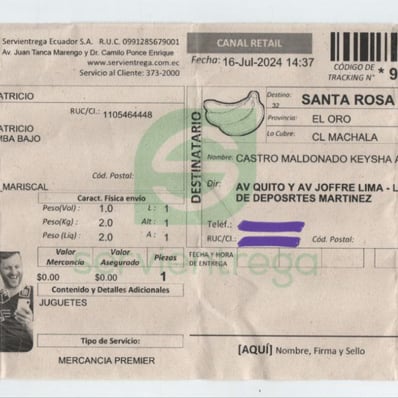 Servientrega Ecuador S.A. R.U.C. 0991285679001
Av. Juan Tanca Marengo y Dr. Camilo Ponce Enrique
www.servientrega.com.ec
Servicio al Cliente: 373-2000
CANAL RETAIL
Fecha: 16-Jul-2024 14:37
CÓDIGO DE
TRACKING N° * 9
ATRICIO
RUC/CI.: 1105464448
ATRICIO
MBA BAJO
Cód. Postal:
_MARISCAL
DESTINATARIO
Destino:
32
SANTA ROSA
Provincia:
EL ORO
Lo Cubre:
CL MACHALA
Nombre: CASTRO MALDONADO KEYSHA A
Dir: AV QUITO Y AV JOFFRE LIMA - L
DE DEPOSRTES MARTINEZ
Teléf.:
RUC/CI.:
Cód. Postal:
Caract. Física envío
Peso(Vol) : 1.0 L : 1
Peso(Kg) : 2.0 Alt : 1
Peso (Liq) : 2.0 A : 1
Valor Mercancía Valor Asegurado Piezas
$0.00 $0.00 1
FECHA Y HORA
DE ENTREGA
servientrega
Contenido y Detalles Adicionales
JUGUETES
Tipo de Servicio:
MERCANCIA PREMIER
[AQUÍ] Nombre, Firma y Sello